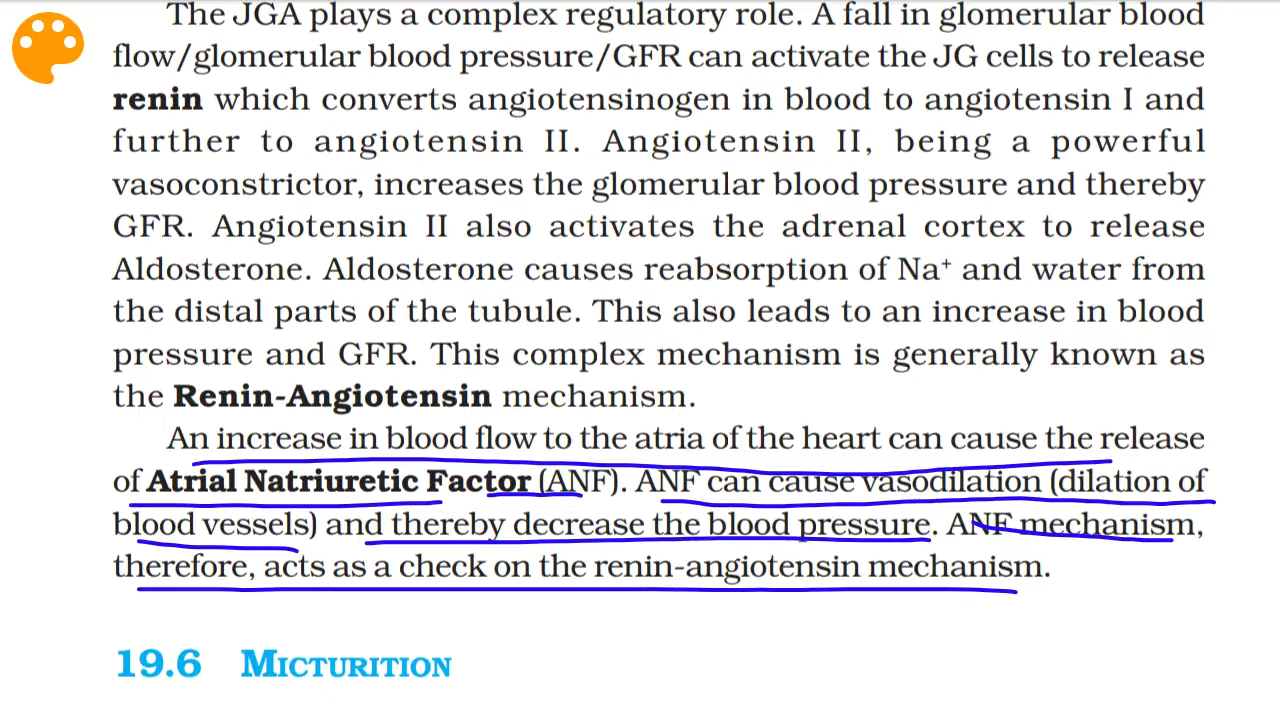 The JGA plays a complex regulatory role. A fall in glomerular blood
flow/glomerular blood pressure/GFR can activate the JG cells to release
renin which converts angiotensinogen in blood to angiotensin I and
further to angiotensin II. Angiotensin II, being a powerful
vasoconstrictor, increases the glomerular blood pressure and thereby
GFR. Angiotensin II also activates the adrenal cortex to release
Aldosterone. Aldosterone causes reabsorption of Na⁺ and water from
the distal parts of the tubule. This also leads to an increase in blood
pressure and GFR. This complex mechanism is generally known as
the Renin-Angiotensin mechanism.
An increase in blood flow to the atria of the heart can cause the release
of Atrial Natriuretic Factor (ANF). ANF can cause vasodilation (dilation of
blood vessels) and thereby decrease the blood pressure. ANF mechanism,
therefore, acts as a check on the renin-angiotensin mechanism.
19.6 MICTURITION